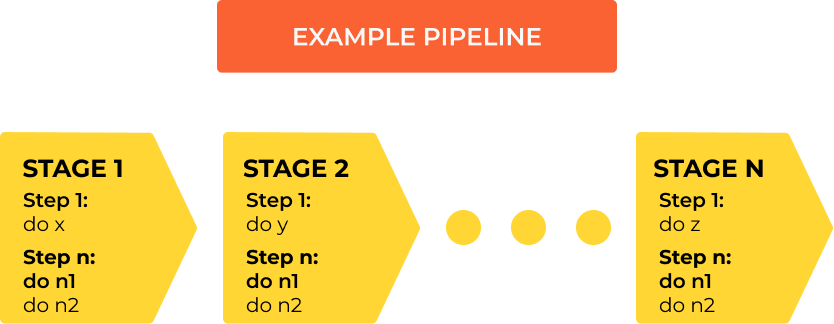 EXAMPLE PIPELINE
STAGE 1
Step 1:
do x
Step n:
do n1
do n2
STAGE 2
Step 1:
do y
Step n:
do n1
do n2
STAGE N
Step 1:
do z
Step n:
do n1
do n2